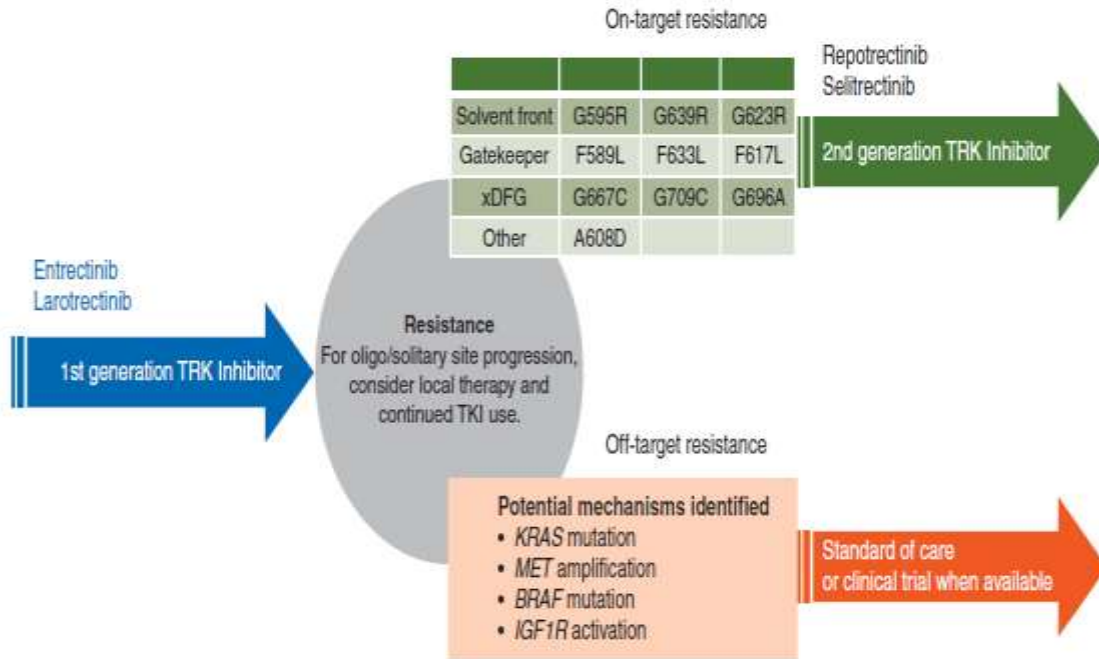 On-target resistance
Solvent front G595R G639R G623R
Gatekeeper F589L F633L F617L
xDFG G667C G709C G696A
Other A608D
Repotrectinib
Selitrectinib
2nd generation TRK Inhibitor
Entrectinib
Larotrectinib
1st generation TRK Inhibitor
Resistance
For oligo/solitary site progression,
consider local therapy and
continued TKI use.
Off-target resistance
Potential mechanisms identified
• KRAS mutation
• MET amplification
• BRAF mutation
• IGF1R activation
Standard of care
or clinical trial when available